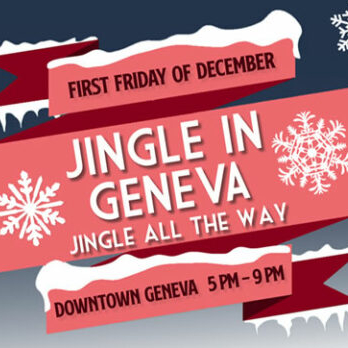 FIRST FRIDAY OF DECEMBER
JINGLE IN
GENEVA
JINGLE ALL THE WAY
DOWNTOWN GENEVA 5 PM – 9 PM